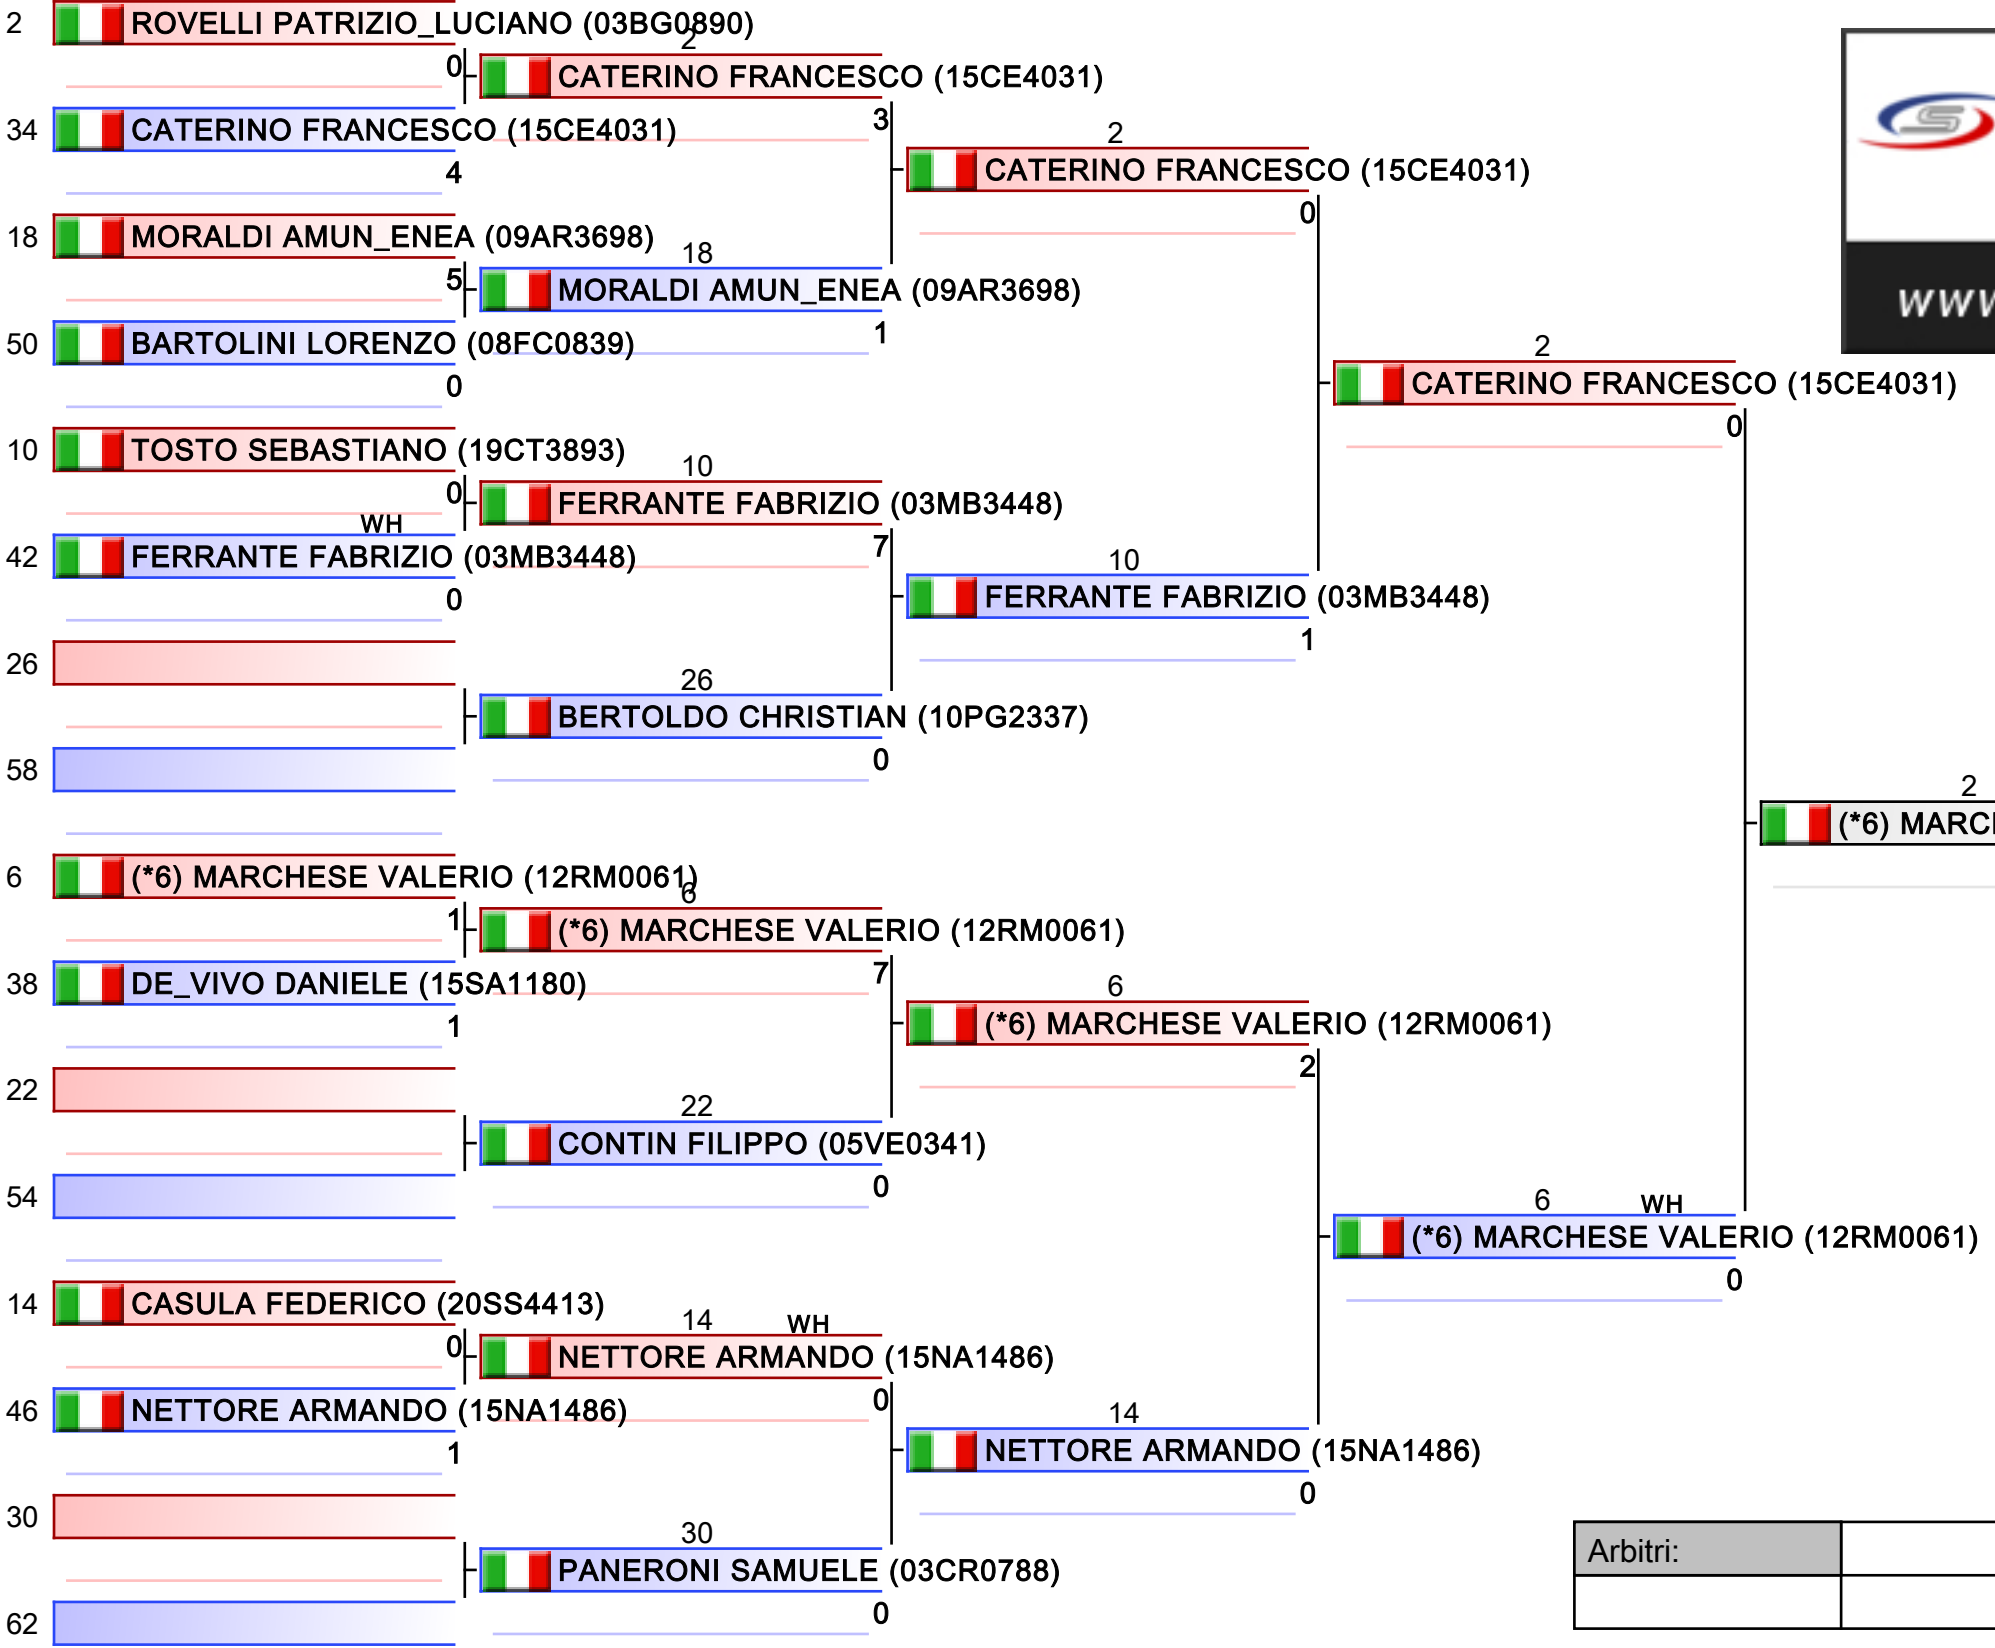 2 ROVELLI PATRIZIO_LUCIANO (03BG0890)
2
0 CATERINO FRANCESCO (15CE4031)
3
34 CATERINO FRANCESCO (15CE4031)
4
2
CATERINO FRANCESCO (15CE4031)
0
18 MORALDI AMUN_ENEA (09AR3698)
18
5 MORALDI AMUN_ENEA (09AR3698)
1
50 BARTOLINI LORENZO (08FC0839)
0
2
CATERINO FRANCESCO (15CE4031)
0
10 TOSTO SEBASTIANO (19CT3893)
10
0 FERRANTE FABRIZIO (03MB3448)
7
WH
42 FERRANTE FABRIZIO (03MB3448)
0
10
FERRANTE FABRIZIO (03MB3448)
1
26
26
BERTOLDO CHRISTIAN (10PG2337)
0
58
2
(*6) MARCH
6 (*6) MARCHESE VALERIO (12RM0061)
6
1 (*6) MARCHESE VALERIO (12RM0061)
7
38 DE_VIVO DANIELE (15SA1180)
1
6
(*6) MARCHESE VALERIO (12RM0061)
2
22
22
CONTIN FILIPPO (05VE0341)
0
54
6 WH
(*6) MARCHESE VALERIO (12RM0061)
0
14 CASULA FEDERICO (20SS4413)
14 WH
0 NETTORE ARMANDO (15NA1486)
0
46 NETTORE ARMANDO (15NA1486)
1
14
NETTORE ARMANDO (15NA1486)
0
30
30
PANERONI SAMUELE (03CR0788)
0
62
S
www
Arbitri: